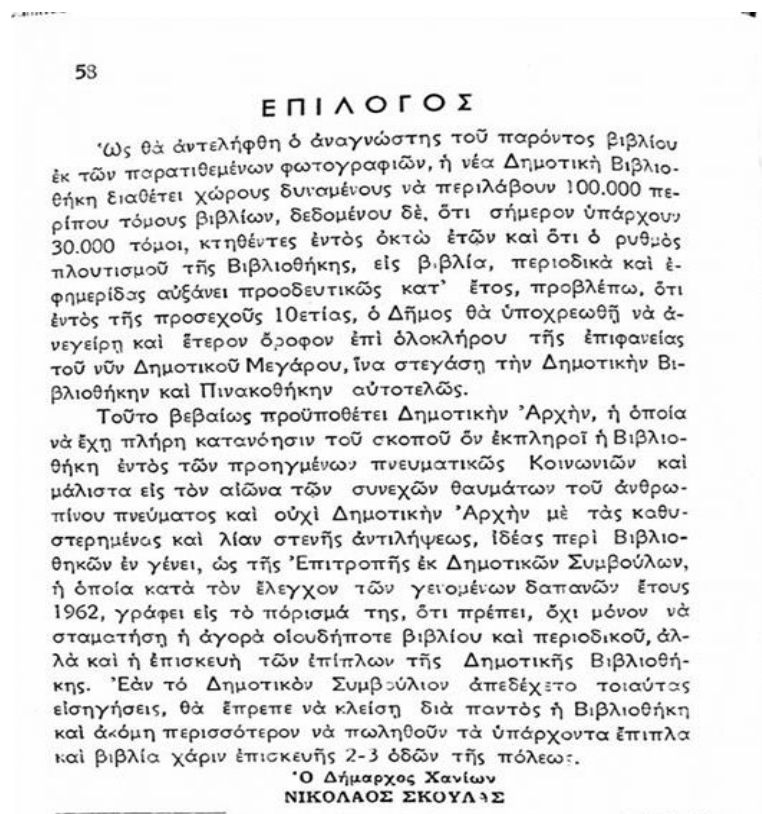 58
ΕΠΙΛΟΓΟΣ
Ὡς θὰ ἀντελήφθη ὁ ἀναγνώστης τοῦ παρόντος βιβλίου
ἐκ τῶν παρατιθεμένων φωτογραφιῶν, ἡ νέα Δημοτικὴ Βιβλιο-
θήκη διαθέτει χώρους δυναμένους νὰ περιλάβουν 100.000 πε-
ρίπου τόμους βιβλίων, δεδομένου δὲ, ὅτι σήμερον ὑπάρχουν
30.000 τόμοι, κτηθέντες ἐντὸς ὀκτὼ ἐτῶν καὶ ὅτι ὁ ρυθμὸς
πλουτισμοῦ τῆς Βιβλιοθήκης, εἰς βιβλία, περιοδικὰ καὶ ἐ-
φημερίδας αὐξάνει προοδευτικῶς κατ' ἔτος, προβλέπω, ὅτι
ἐντὸς τῆς προσεχοῦς 10ετίας, ὁ Δῆμος θὰ ὑποχρεωθῇ νὰ ἀ-
νεγείρῃ καὶ ἕτερον ὄροφον ἐπὶ ὁλοκλήρου τῆς ἐπιφανείας
τοῦ νῦν Δημοτικοῦ Μεγάρου, ἵνα στεγάσῃ τὴν Δημοτικὴν Βι-
βλιοθήκην καὶ Πινακοθήκην αὐτοτελῶς.
Τοῦτο βεβαίως προϋποθέτει Δημοτικὴν Ἀρχὴν, ἡ ὁποία
νὰ ἔχῃ πλήρη κατανόησιν τοῦ σκοποῦ ὃν ἐκπληροῖ ἡ Βιβλιο-
θήκη ἐντὸς τῶν προηγμένων πνευματικῶς Κοινωνιῶν καὶ
μάλιστα εἰς τὸν αἰῶνα τῶν συνεχῶν θαυμάτων τοῦ ἀνθρω-
πίνου πνεύματος καὶ οὐχὶ Δημοτικὴν Ἀρχὴν μὲ τὰς καθυ-
στερημένας καὶ λίαν στενῆς ἀντιλήψεως, ἰδέας περὶ Βιβλιο-
θηκῶν ἐν γένει, ὡς τῆς Ἐπιτροπῆς ἐκ Δημοτικῶν Συμβούλων,
ἡ ὁποία κατὰ τὸν ἔλεγχον τῶν γενομένων δαπανῶν ἔτους
1962, γράφει εἰς τὸ πόρισμά της, ὅτι πρέπει, ὄχι μόνον νὰ
σταματήσῃ ἡ ἀγορὰ οἱουδήποτε βιβλίου καὶ περιοδικοῦ, ἀλ-
λὰ καὶ ἡ ἐπισκευὴ τῶν ἐπίπλων τῆς Δημοτικῆς Βιβλιοθή-
κης. Ἐὰν τό Δημοτικὸν Συμβούλιον ἀπεδέχετο τοιαύτας
εἰσηγήσεις, θὰ ἔπρεπε νὰ κλείσῃ διὰ παντὸς ἡ Βιβλιοθήκη
καὶ ἀκόμη περισσότερον νὰ πωληθοῦν τὰ ὑπάρχοντα ἔπιπλα
καὶ βιβλία χάριν ἐπισκευῆς 2-3 ὁδῶν τῆς πόλεως.
Ὁ Δήμαρχος Χανίων
ΝΙΚΟΛΑΟΣ ΣΚΟΥΛΑΣ